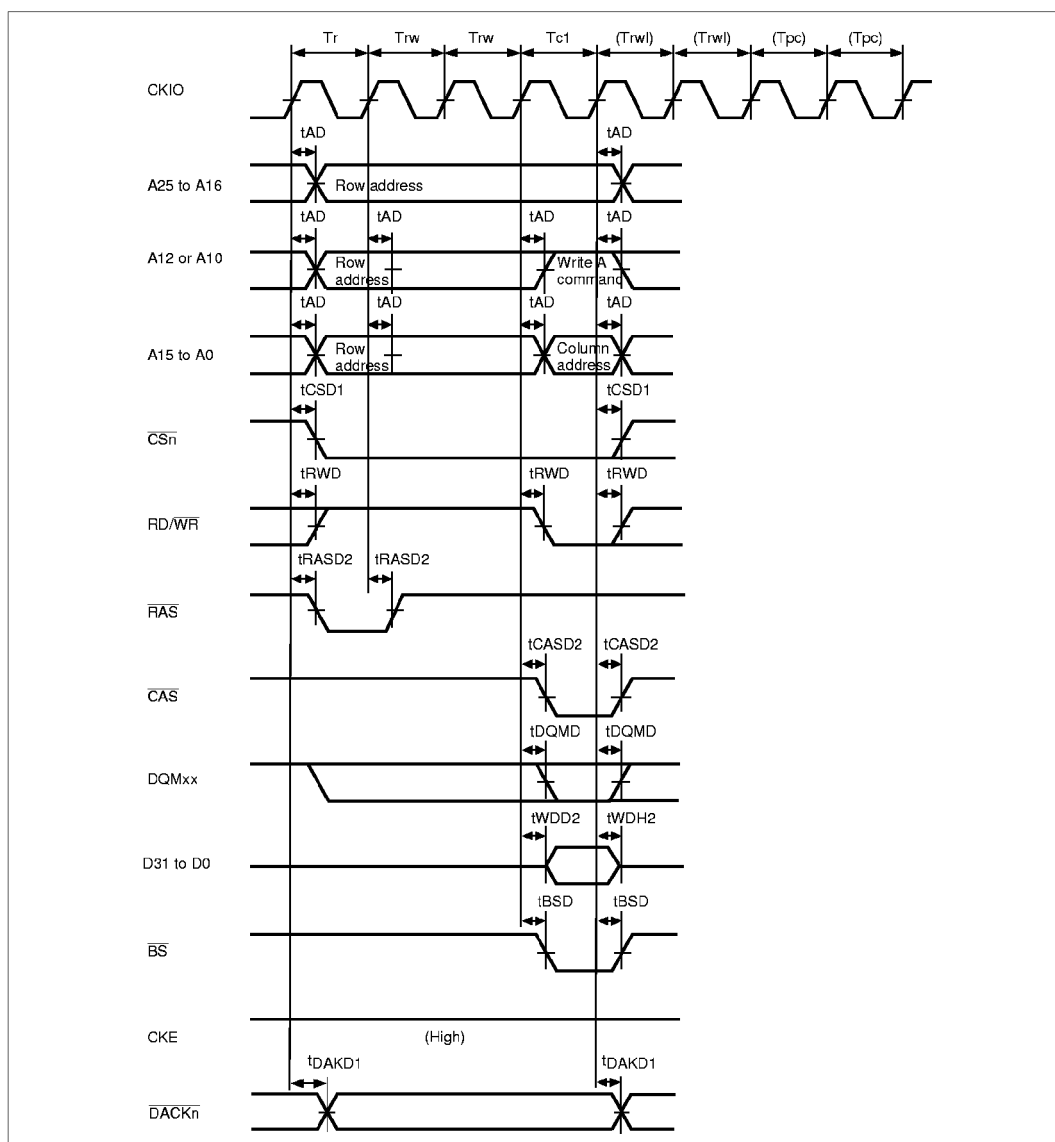 Tr Trw Trw Tc1 (Trwl) (Trwl) (Tpc) (Tpc)
CKIO
tAD tAD
A25 to A16 Row address
tAD tAD tAD tAD
A12 or A10 Row address Write A command
tAD tAD tAD tAD
A15 to A0 Row address Column address
tCSD1 tCSD1
CSn
tRWD tRWD tRWD
RD/WR
tRASD2 tRASD2
RAS
tCASD2 tCASD2
CAS
tDQMD tDQMD
DQMxx
tWDD2 tWDH2
D31 to D0
tBSD tBSD
BS
CKE (High)
tDAKD1 tDAKD1
DACKn